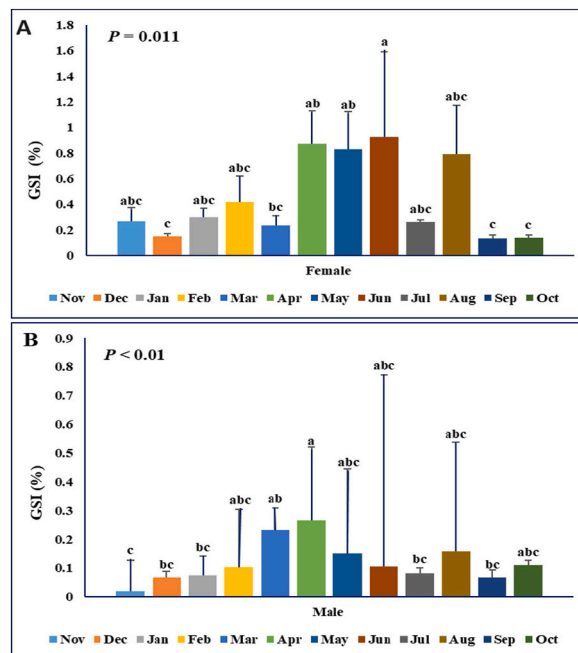 A
P = 0.011
GSI (%)
1.8
1.6
1.4
1.2
1
0.8
0.6
0.4
0.2
0
abc
c
abc
abc
bc
ab
ab
a
abc
abc
c
c
Female
Nov Dec Jan Feb Mar Apr May Jun Jul Aug Sep Oct
B
P < 0.01
GSI (%)
0.9
0.8
0.7
0.6
0.5
0.4
0.3
0.2
0.1
0
c
bc
bc
abc
ab
a
abc
abc
bc
abc
bc
abc
Male
Nov Dec Jan Feb Mar Apr May Jun Jul Aug Sep Oct